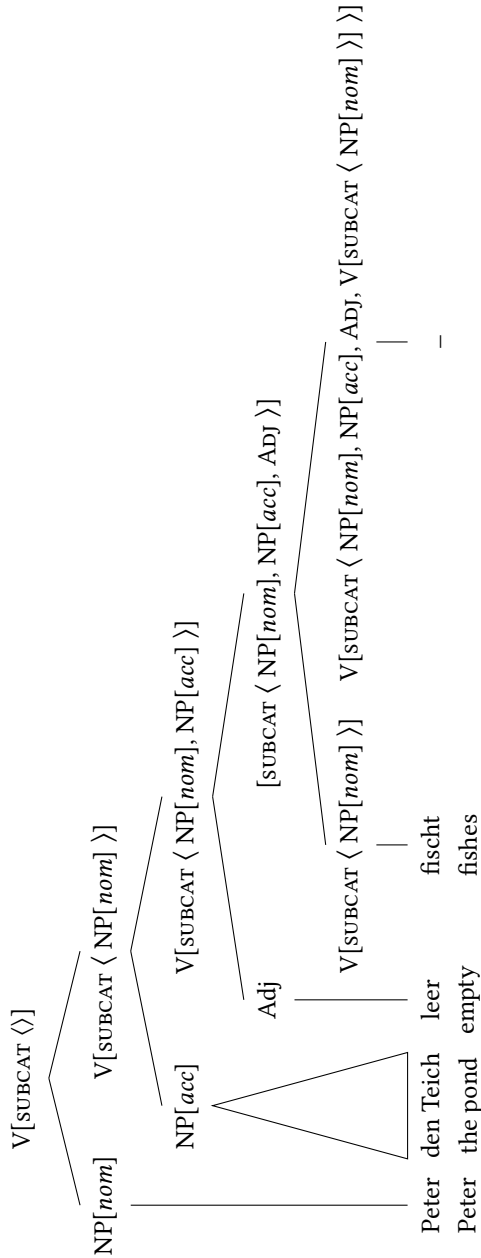 V[SUBCAT ⟨⟩]
NP[nom] V[SUBCAT ⟨ NP[nom] ⟩]
NP[acc] V[SUBCAT ⟨ NP[nom], NP[acc] ⟩]
Adj [SUBCAT ⟨ NP[nom], NP[acc], ADJ ⟩]
V[SUBCAT ⟨ NP[nom] ⟩] V[SUBCAT ⟨ NP[nom], NP[acc], ADJ, V[SUBCAT ⟨ NP[nom] ⟩] ⟩]
Peter den Teich leer fischt –
Peter the pond empty fishes